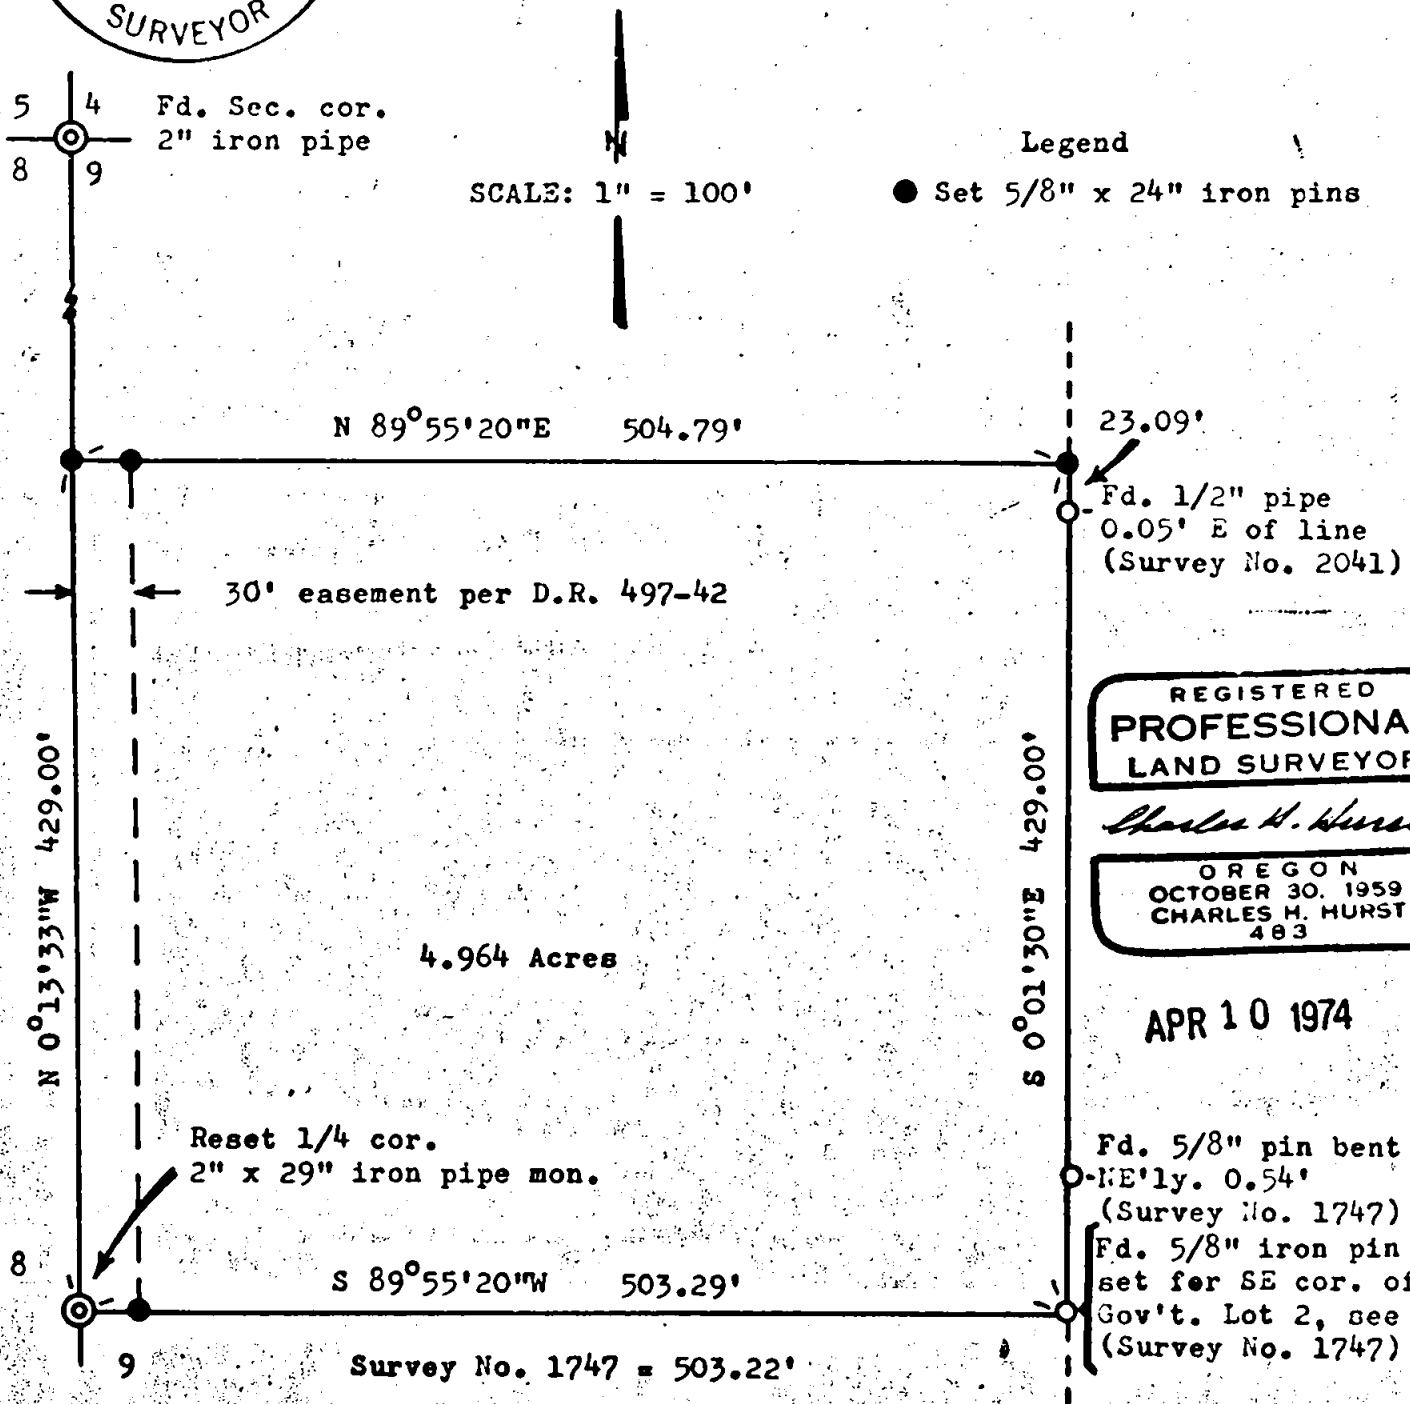 SURVEYOR
5 4
8 9
Fd. Sec. cor.
2" iron pipe
N
SCALE: 1" = 100'
Legend
Set 5/8" x 24" iron pins
N 89°55'20"E 504.79'
23.09'
Fd. 1/2" pipe
0.05' E of line
(Survey No. 2041)
30' easement per D.R. 497-42
N 0°13'33"W 429.00'
S 0°01'30"E 429.00'
REGISTERED
PROFESSIONA
LAND SURVEYOR
Charles H. Hurs
OREGON
OCTOBER 30, 1959
CHARLES H. HURST
483
4.964 Acres
APR 10 1974
Reset 1/4 cor.
2" x 29" iron pipe mon.
Fd. 5/8" pin bent
NE'ly. 0.54'
(Survey No. 1747)
Fd. 5/8" iron pin
set for SE cor. of
Gov't. Lot 2, see
(Survey No. 1747)
8
S 89°55'20"W 503.29'
9
Survey No. 1747 = 503.22'